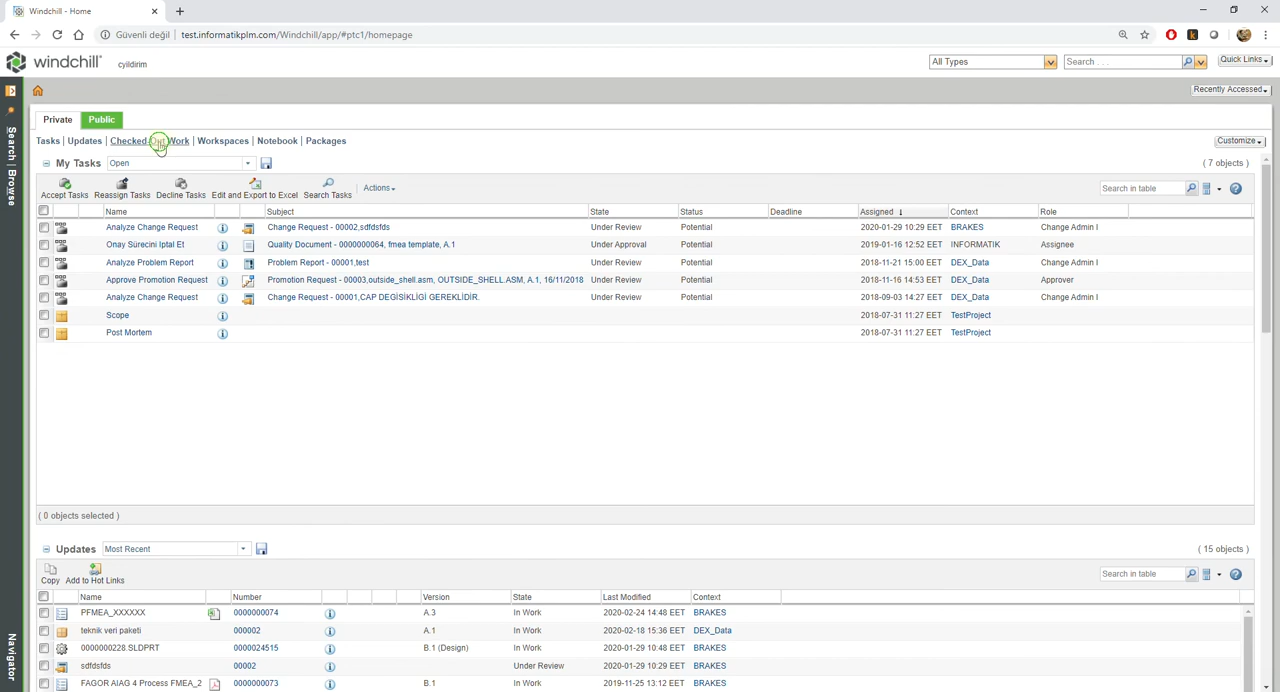 Windchill - Home
Güvenli değil | test.informatikplm.com/Windchill/app/#ptc1/homepage
windchill cyildirim
All Types Search . . . Quick Links
Recently Accessed
Search | Browse
Navigator
Private Public
Tasks | Updates | Checked Out Work | Workspaces | Notebook | Packages
Customize
My Tasks Open ( 7 objects )
Accept Tasks Reassign Tasks Decline Tasks Edit and Export to Excel Search Tasks Actions Search in table
Name Subject State Status Deadline Assigned Context Role
Analyze Change Request Change Request - 00002,sdfdsfds Under Review Potential 2020-01-29 10:29 EET BRAKES Change Admin I
Onay Sürecini Iptal Et Quality Document - 0000000064, fmea template, A.1 Under Approval Potential 2019-01-16 12:52 EET INFORMATIK Assignee
Analyze Problem Report Problem Report - 00001,test Under Review Potential 2018-11-21 15:00 EET DEX_Data Change Admin I
Approve Promotion Request Promotion Request - 00003,outside_shell.asm, OUTSIDE_SHELL.ASM, A.1, 16/11/2018 Under Review Potential 2018-11-16 14:53 EET DEX_Data Approver
Analyze Change Request Change Request - 00001,CAP DEGİSİKLİGİ GEREKLİDİR. Under Review Potential 2018-09-03 14:27 EET DEX_Data Change Admin I
Scope 2018-07-31 11:27 EET TestProject
Post Mortem 2018-07-31 11:27 EET TestProject
( 0 objects selected )
Updates Most Recent ( 15 objects )
Copy Add to Hot Links Search in table
Name Number Version State Last Modified Context
PFMEA_XXXXXX 0000000074 A.3 In Work 2020-02-24 14:48 EET BRAKES
teknik veri paketi 000002 A.1 In Work 2020-02-18 15:36 EET DEX_Data
0000000228.SLDPRT 0000024515 B.1 (Design) In Work 2020-01-29 10:29 EET BRAKES
sdfdsfds 00002 Under Review 2020-01-29 10:29 EET BRAKES
FAGOR AIAG 4 Process FMEA_2 0000000073 B.1 In Work 2019-11-25 13:12 EET BRAKES